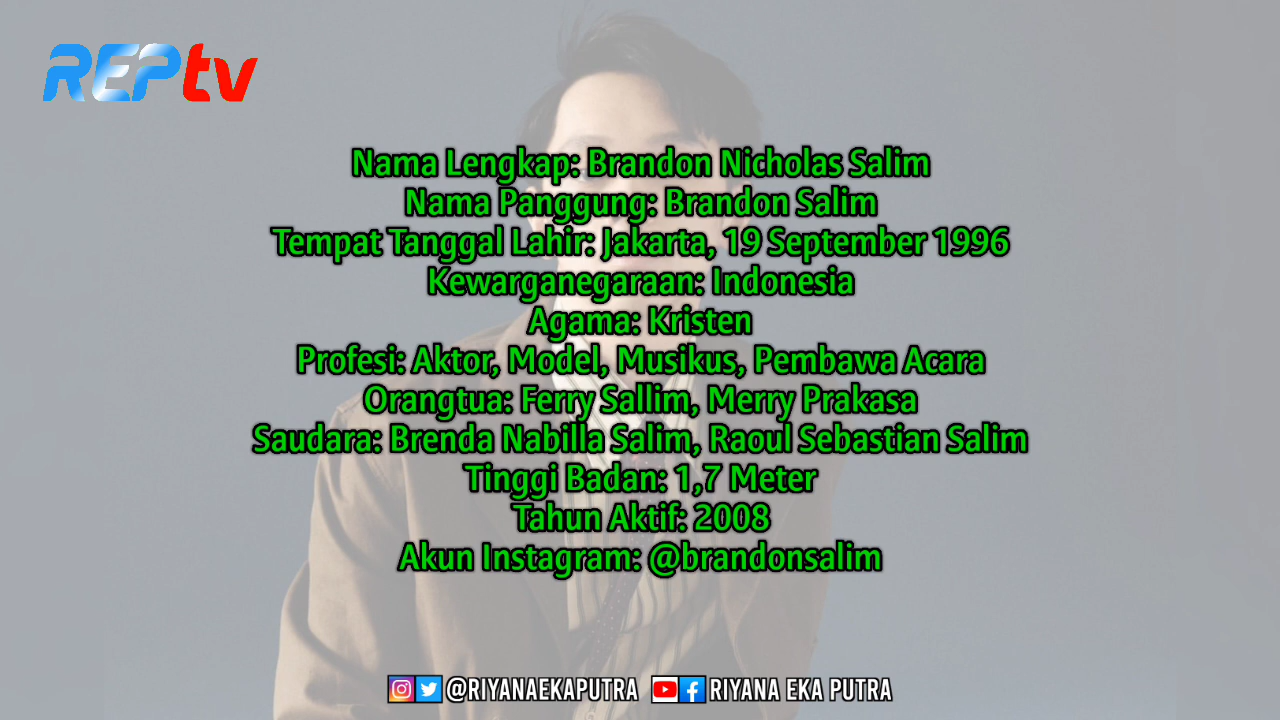 REPtv
Nama Lengkap: Brandon Nicholas Salim
Nama Panggung: Brandon Salim
Tempat Tanggal Lahir: Jakarta, 19 September 1996
Kewarganegaraan: Indonesia
Agama: Kristen
Profesi: Aktor, Model, Musikus, Pembawa Acara
Orangtua: Ferry Sallim, Merry Prakasa
Saudara: Brenda Nabilla Salim, Raoul Sebastian Salim
Tinggi Badan: 1,7 Meter
Tahun Aktif: 2008
Akun Instagram: @brandonsalim
@RIYANAEKAPUTRA RIYANA EKA PUTRA